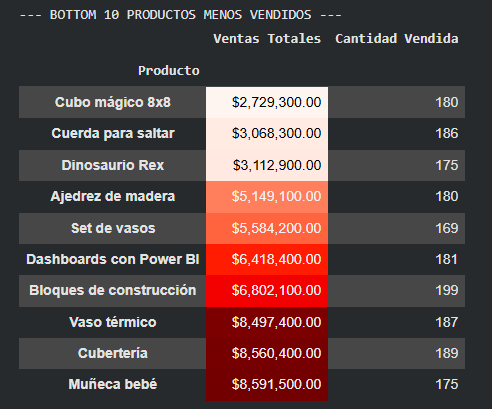 --- BOTTOM 10 PRODUCTOS MENOS VENDIDOS ---
Ventas Totales Cantidad Vendida
Producto
Cubo mágico 8x8 $2,729,300.00 180
Cuerda para saltar $3,068,300.00 186
Dinosaurio Rex $3,112,900.00 175
Ajedrez de madera $5,149,100.00 180
Set de vasos $5,584,200.00 169
Dashboards con Power BI $6,418,400.00 181
Bloques de construcción $6,802,100.00 199
Vaso térmico $8,497,400.00 187
Cubertería $8,560,400.00 189
Muñeca bebé $8,591,500.00 175